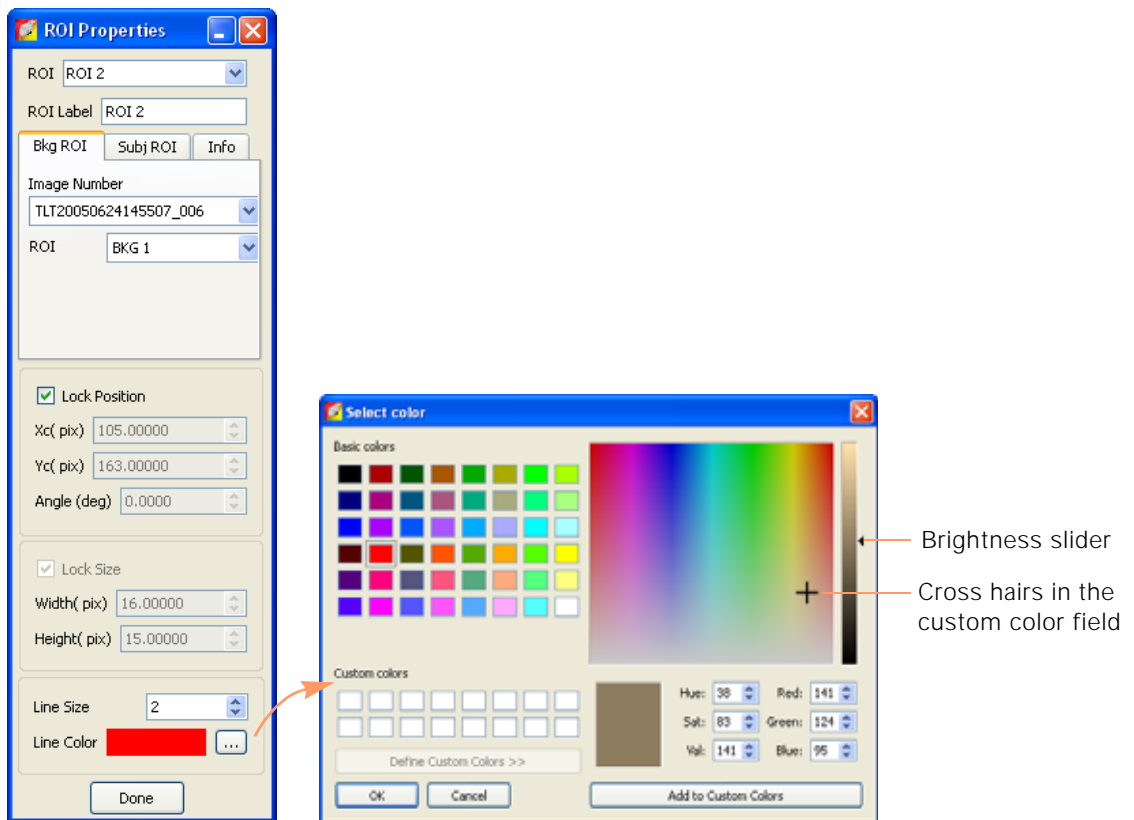 ROI Properties
ROI ROI 2
ROI Label ROI 2
Bkg ROI Subj ROI Info
Image Number
TLT20050624145507_006
ROI BKG 1
Lock Position
Xc( pix) 105.00000
Yc( pix) 163.00000
Angle (deg) 0.0000
Lock Size
Width( pix) 16.00000
Height( pix) 15.00000
Line Size 2
Line Color ...
Done
Select color
Basic colors
Custom colors
Define Custom Colors >>
OK Cancel
Hue: 38 Red: 141
Sat: 83 Green: 124
Val: 141 Blue: 95
Add to Custom Colors
Brightness slider
Cross hairs in the
custom color field